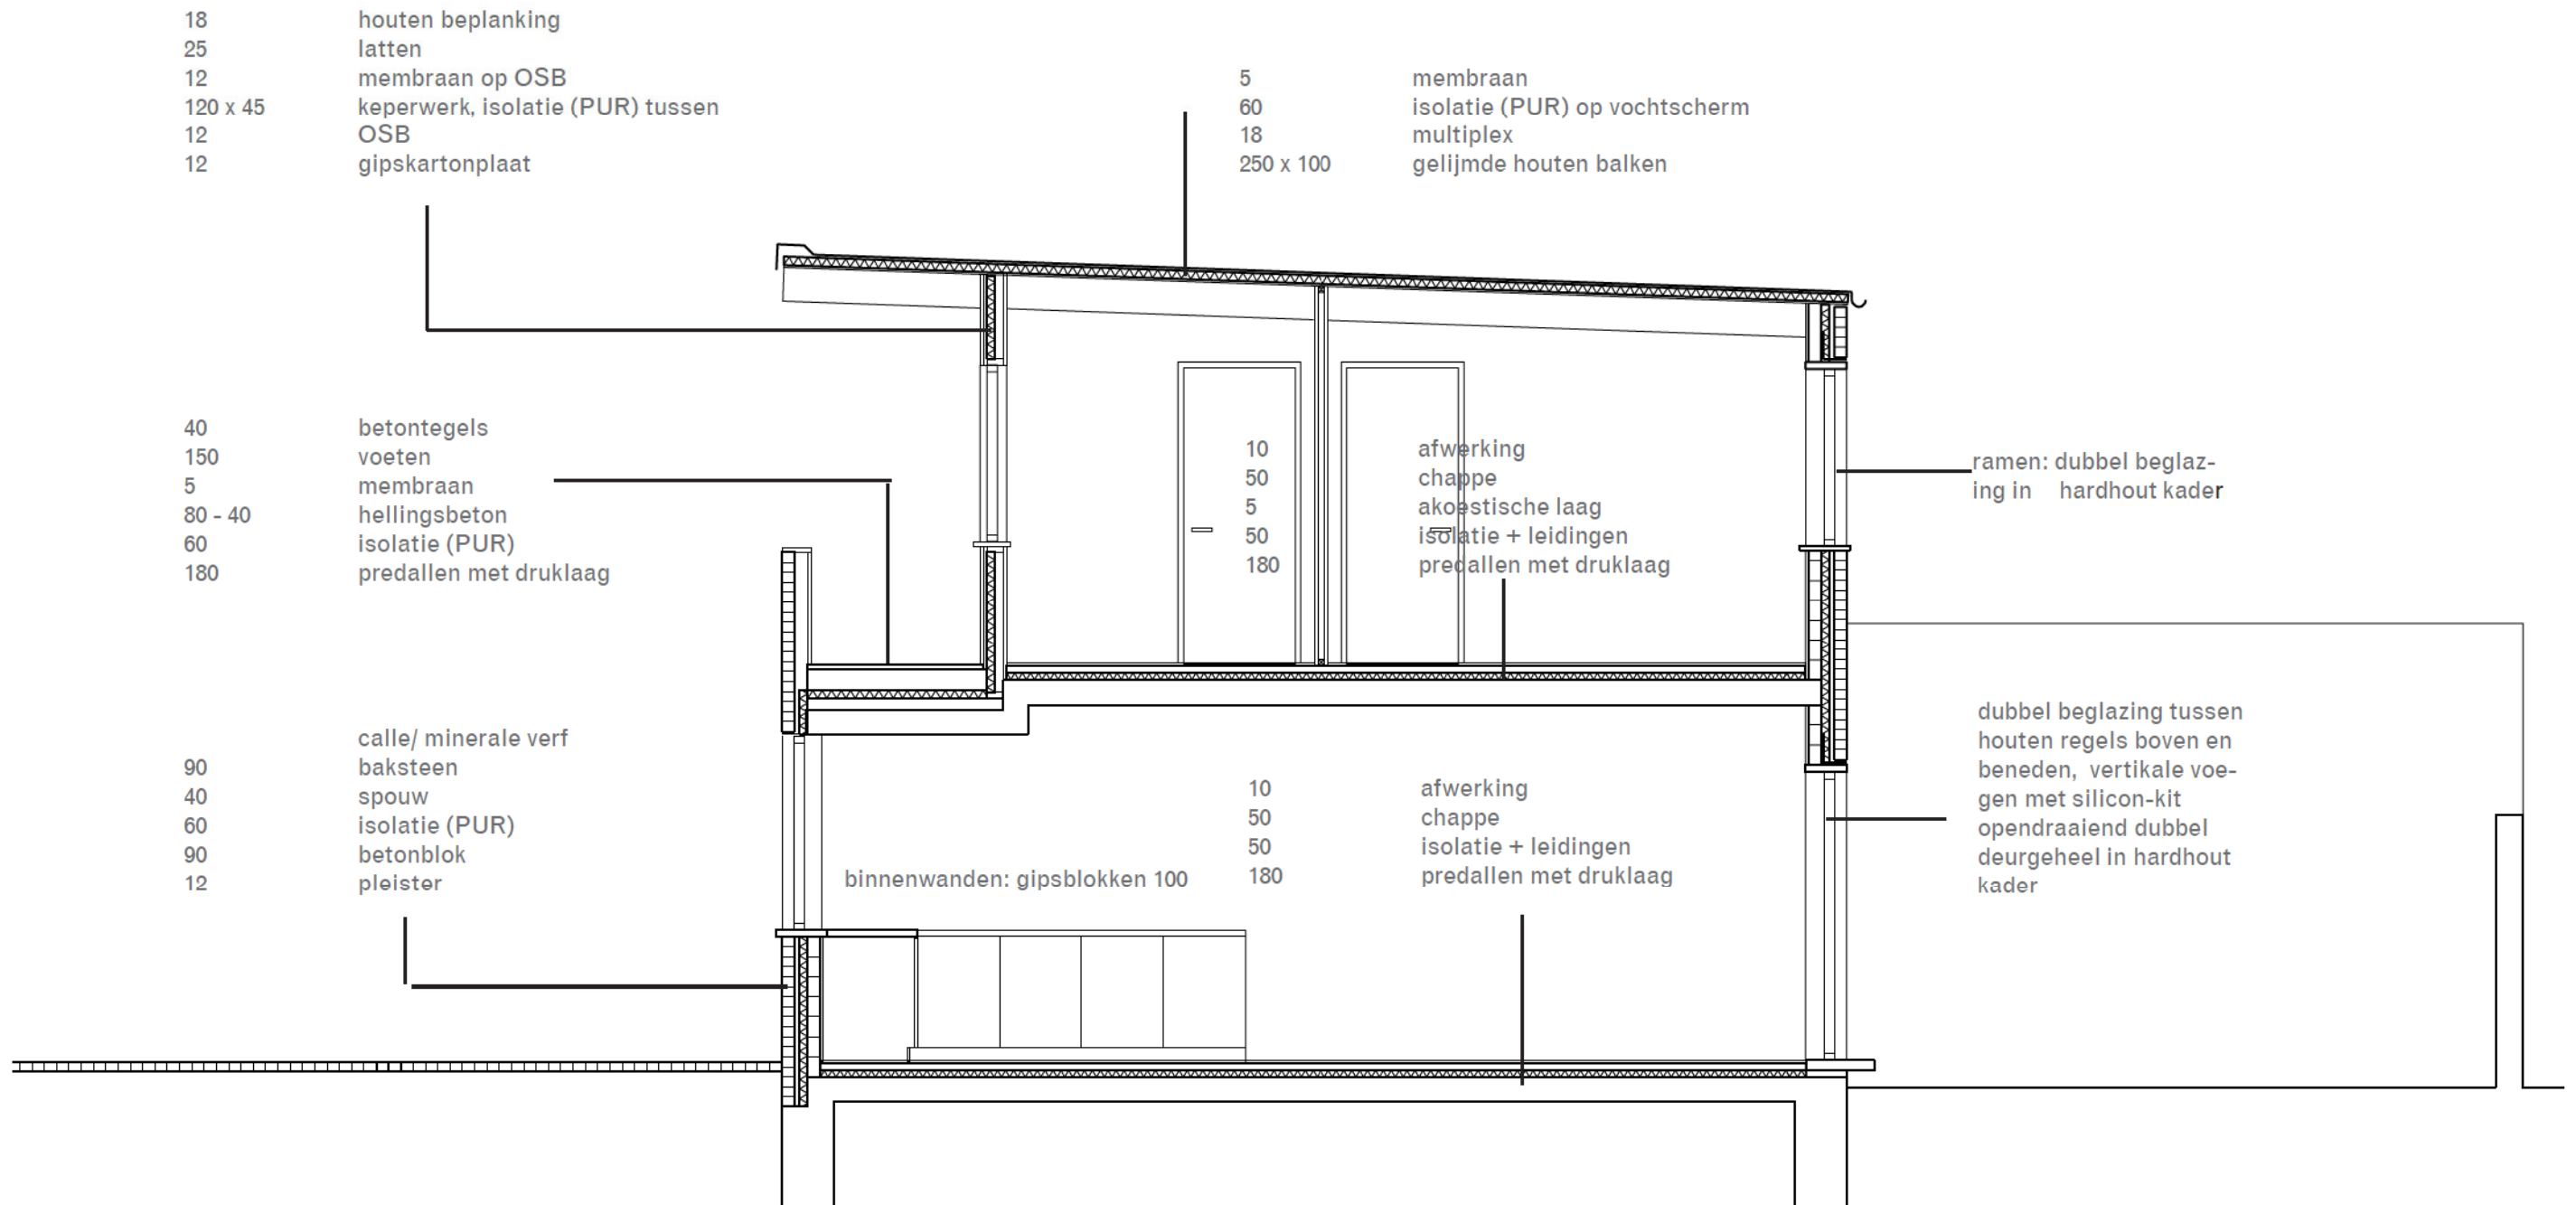 18 houten beplanking
25 latten
12 membraan op OSB
120 x 45 keperwerk, isolatie (PUR) tussen
12 OSB
12 gipskartonplaat
5 membraan
60 isolatie (PUR) op vochtscherm
18 multiplex
250 x 100 gelijmde houten balken
40 betontegels
150 voeten
5 membraan
80 - 40 hellingsbeton
60 isolatie (PUR)
180 predallen met druklaag
10 afwerking
50 chappe
5 akoestische laag
50 isolatie + leidingen
180 predallen met druklaag
ramen: dubbel beglaz-
ing in hardhout kader
calle/ minerale verf
90 baksteen
40 spouw
60 isolatie (PUR)
90 betonblok
12 pleister
binnenwanden: gipsblokken 100
10 afwerking
50 chappe
50 isolatie + leidingen
180 predallen met druklaag
dubbel beglazing tussen
houten regels boven en
beneden, vertikale voe-
gen met silicon-kit
opendraaiend dubbel
deurgeheel in hardhout
kader